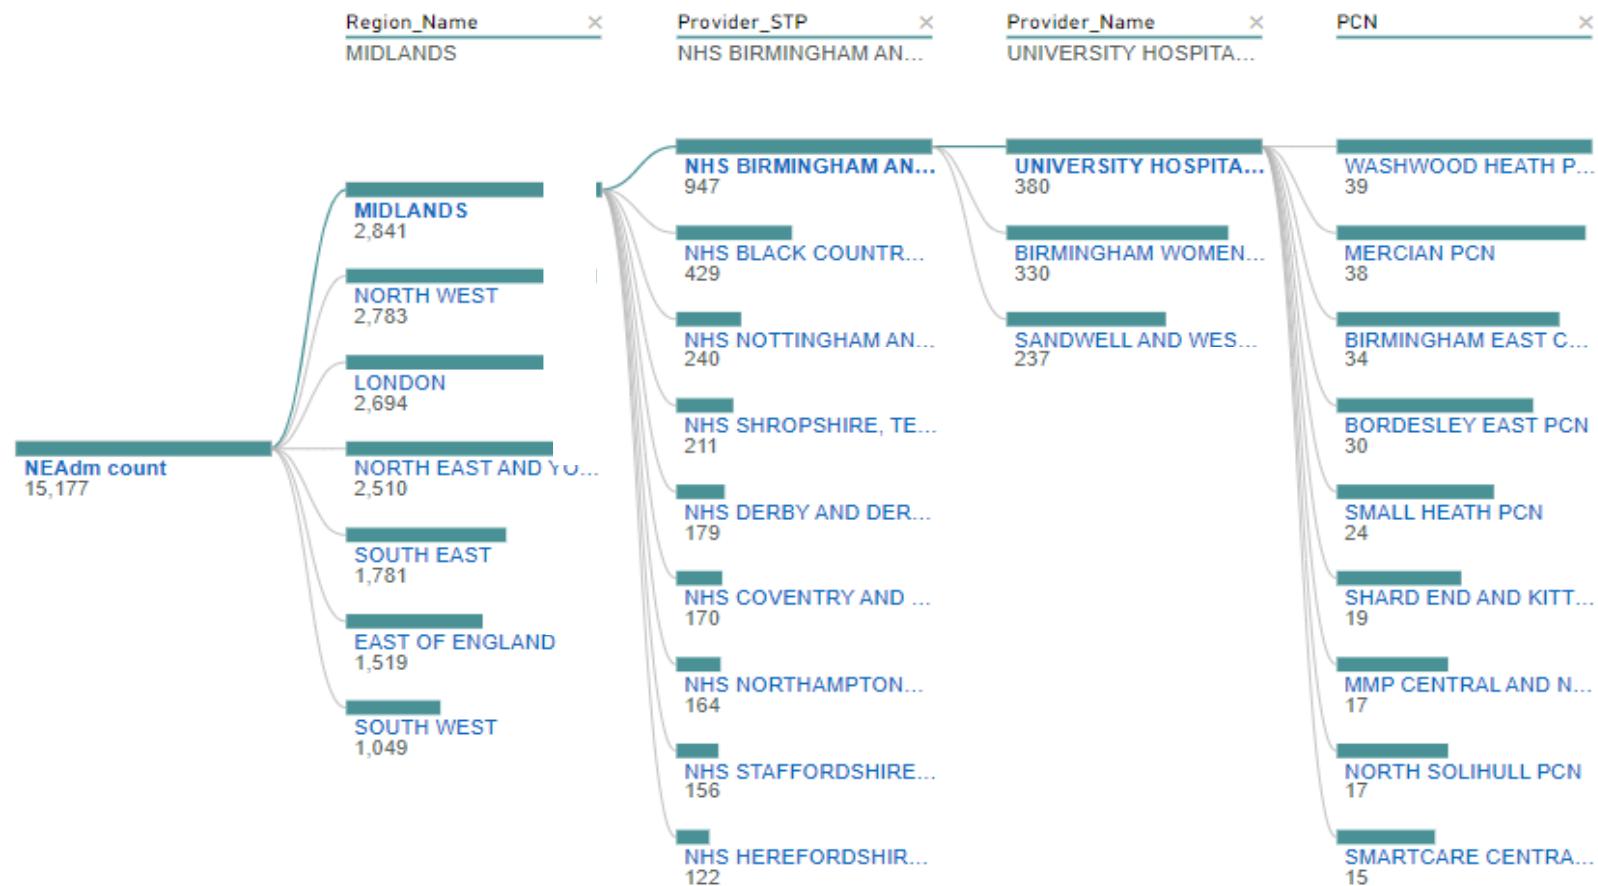 Region_Name
MIDLANDS
Provider_STP
NHS BIRMINGHAM AN...
Provider_Name
UNIVERSITY HOSPITA...
PCN
NEAdm count
15,177
MIDLANDS
2,841
NORTH WEST
2,783
LONDON
2,694
NORTH EAST AND YO...
2,510
SOUTH EAST
1,781
EAST OF ENGLAND
1,519
SOUTH WEST
1,049
NHS BIRMINGHAM AN...
947
NHS BLACK COUNTR...
429
NHS NOTTINGHAM AN...
240
NHS SHROPSHIRE, TE...
211
NHS DERBY AND DER...
179
NHS COVENTRY AND ...
170
NHS NORTHAMPTON...
164
NHS STAFFORDSHIRE...
156
NHS HEREFORDSHIR...
122
UNIVERSITY HOSPITA...
380
BIRMINGHAM WOMEN...
330
SANDWELL AND WES...
237
WASHWOOD HEATH P...
39
MERCIAN PCN
38
BIRMINGHAM EAST C...
34
BORDESLEY EAST PCN
30
SMALL HEATH PCN
24
SHARD END AND KITT...
19
MMP CENTRAL AND N...
17
NORTH SOLIHULL PCN
17
SMARTCARE CENTRA...
15